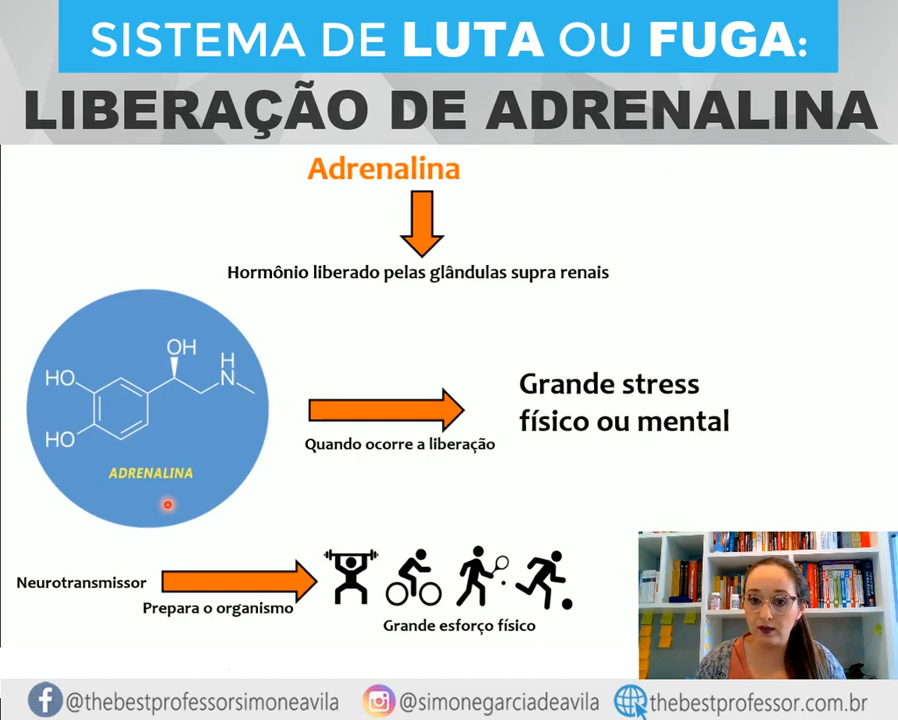 SISTEMA DE LUTA OU FUGA:
LIBERAÇÃO DE ADRENALINA
Adrenalina
Hormônio liberado pelas glândulas supra renais
OH
H
N
HO
HO
ADRENALINA
Quando ocorre a liberação
Grande stress
físico ou mental
Neurotransmissor
Prepara o organismo
Grande esforço físico
@thebestprofessorsimoneavila
@simonegarciadeavila
thebestprofessor.com.br